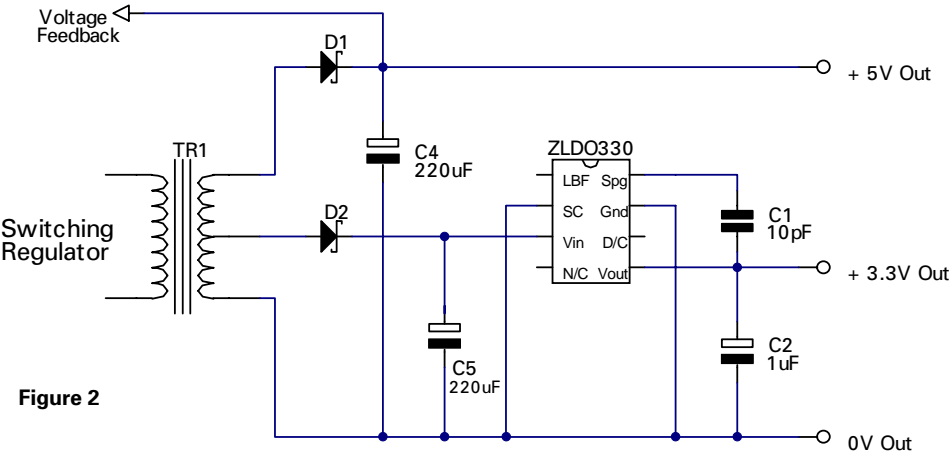 Voltage
Feedback
D1
+ 5V Out
TR1
C4
220uF
ZLDO330
LBF Spg
SC Gnd
Vin D/C
N/C Vout
C1
10pF
D2
Switching
Regulator
+ 3.3V Out
C2
1uF
C5
220uF
Figure 2
0V Out